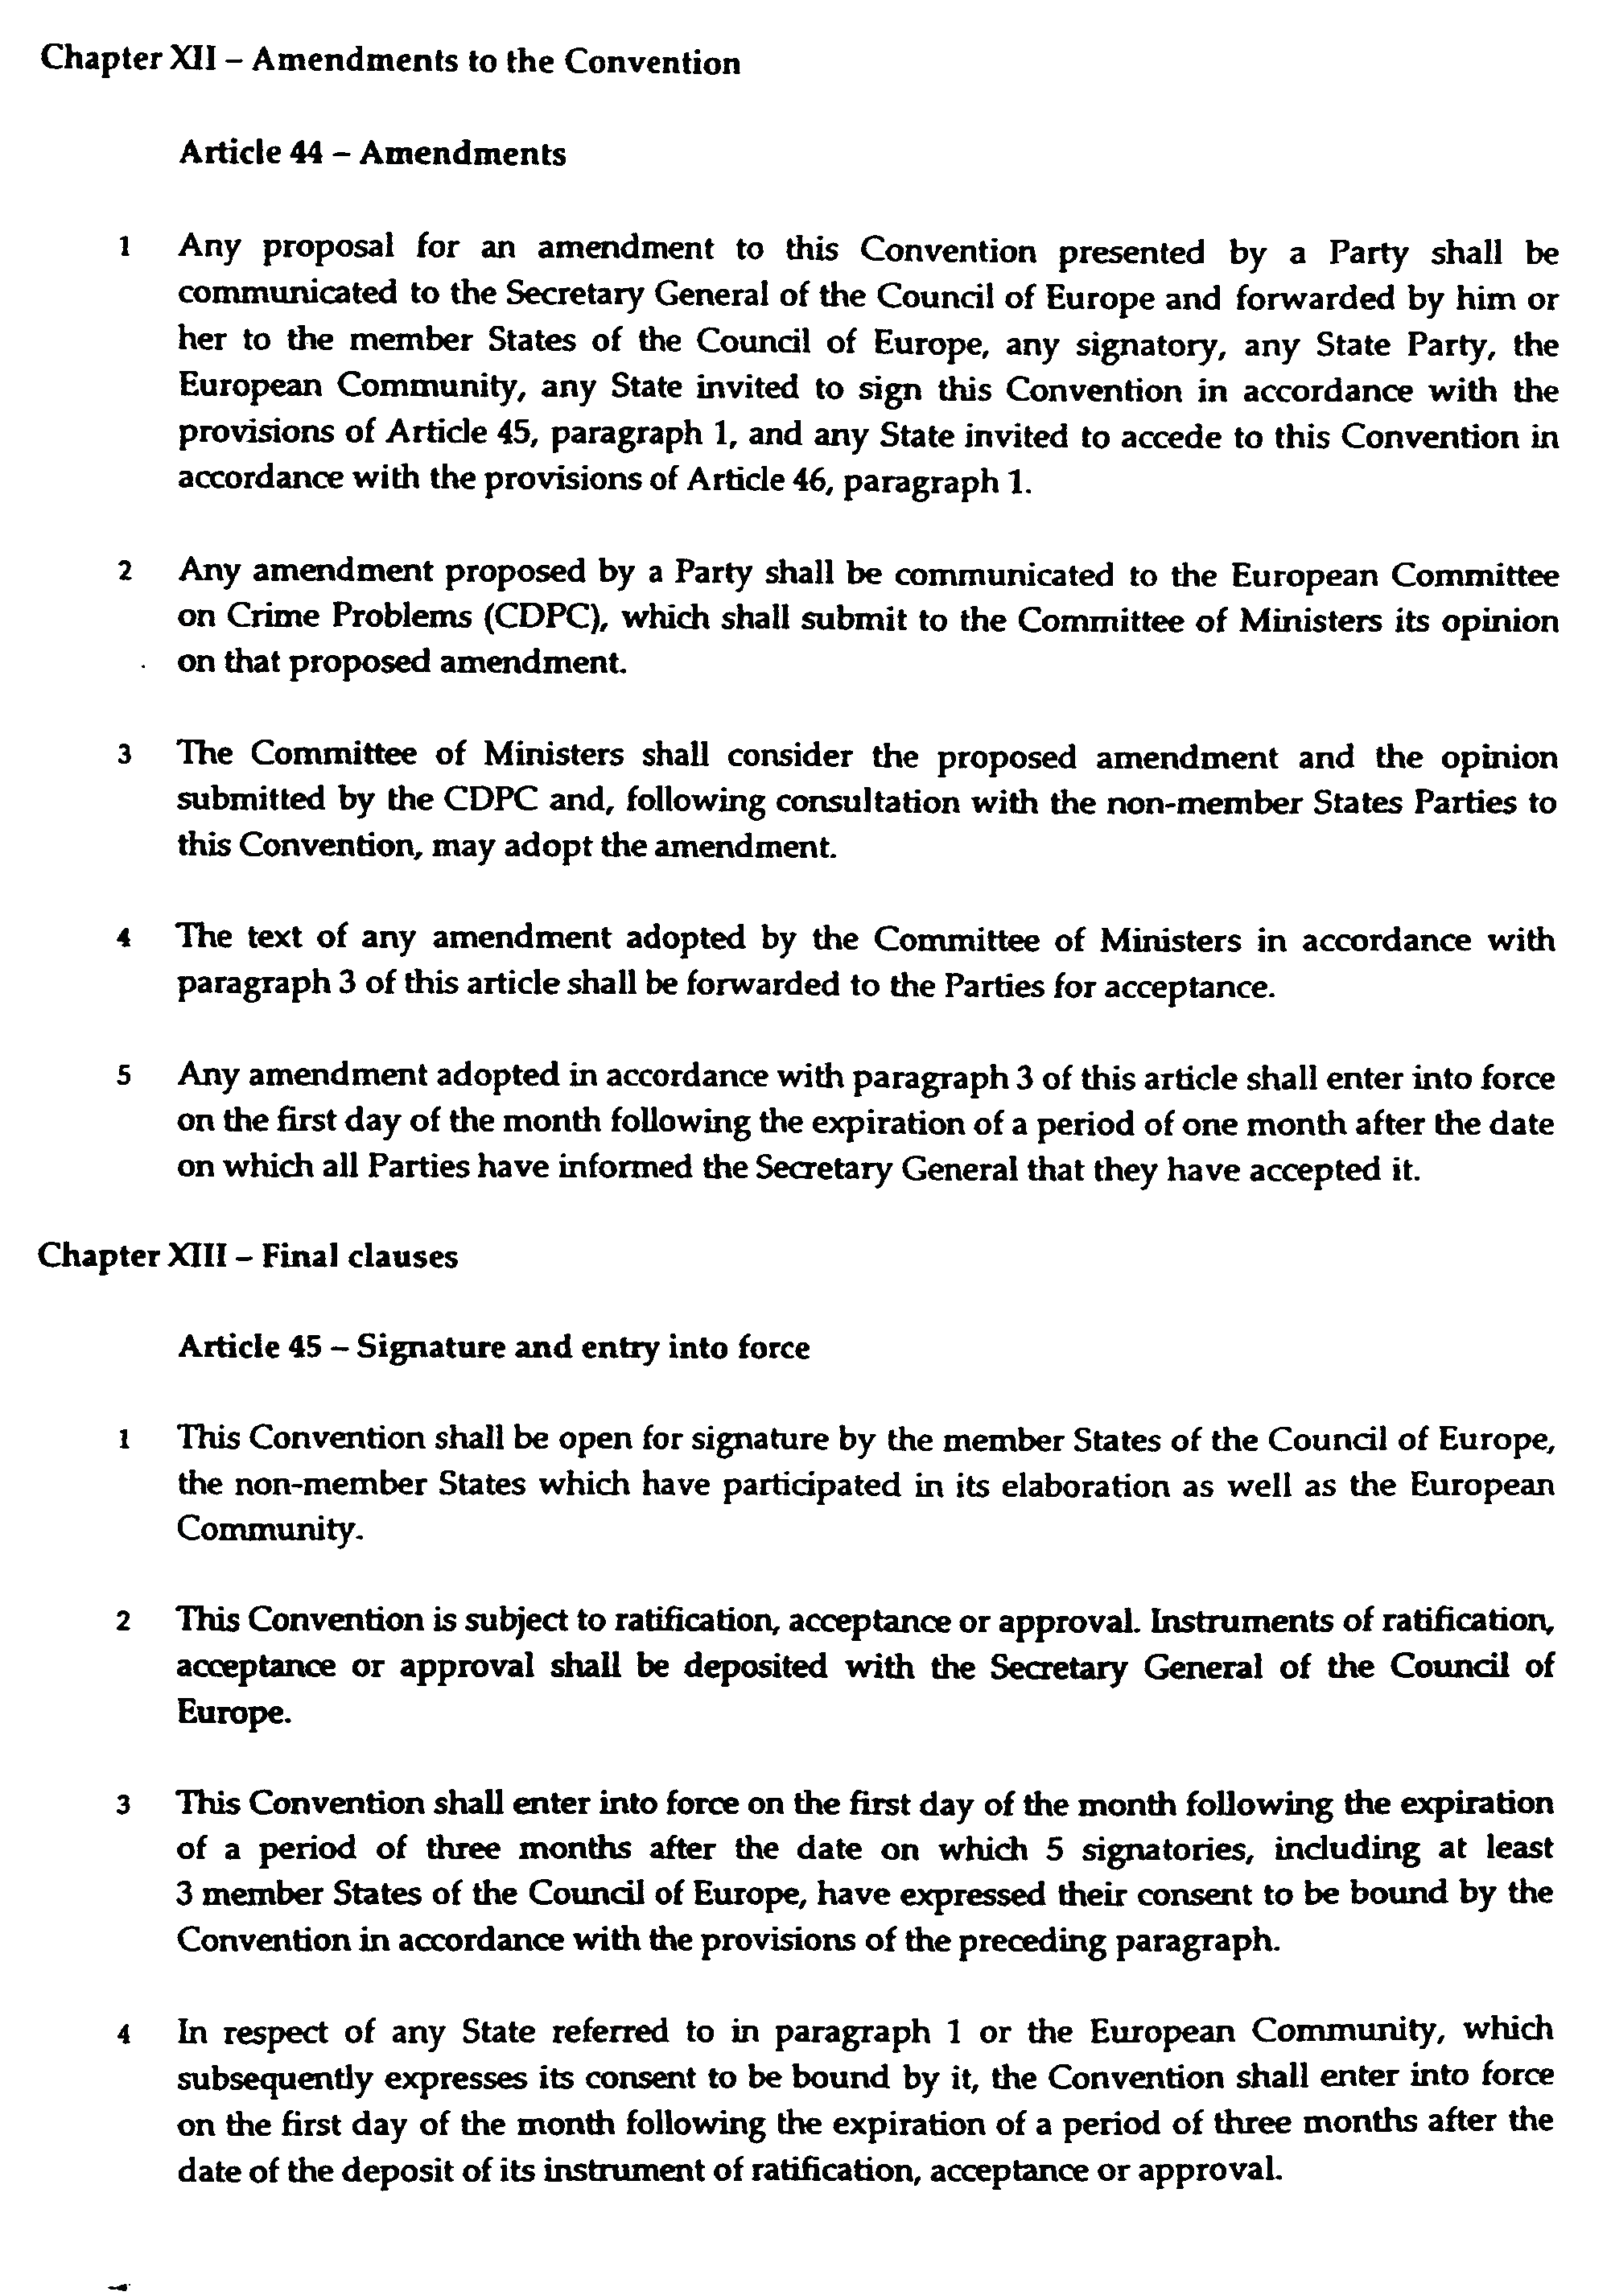 Chapter XII – Amendments to the Convention
Article 44 – Amendments
1 Any proposal for an amendment to this Convention presented by a Party shall be
communicated to the Secretary General of the Council of Europe and forwarded by him or
her to the member States of the Council of Europe, any signatory, any State Party, the
European Community, any State invited to sign this Convention in accordance with the
provisions of Article 45, paragraph 1, and any State invited to accede to this Convention in
accordance with the provisions of Article 46, paragraph 1.
2 Any amendment proposed by a Party shall be communicated to the European Committee
on Crime Problems (CDPC), which shall submit to the Committee of Ministers its opinion
on that proposed amendment.
3 The Committee of Ministers shall consider the proposed amendment and the opinion
submitted by the CDPC and, following consultation with the non-member States Parties to
this Convention, may adopt the amendment.
4 The text of any amendment adopted by the Committee of Ministers in accordance with
paragraph 3 of this article shall be forwarded to the Parties for acceptance.
5 Any amendment adopted in accordance with paragraph 3 of this article shall enter into force
on the first day of the month following the expiration of a period of one month after the date
on which all Parties have informed the Secretary General that they have accepted it.
Chapter XIII – Final clauses
Article 45 – Signature and entry into force
1 This Convention shall be open for signature by the member States of the Council of Europe,
the non-member States which have participated in its elaboration as well as the European
Community.
2 This Convention is subject to ratification, acceptance or approval. Instruments of ratification,
acceptance or approval shall be deposited with the Secretary General of the Council of
Europe.
3 This Convention shall enter into force on the first day of the month following the expiration
of a period of three months after the date on which 5 signatories, including at least
3 member States of the Council of Europe, have expressed their consent to be bound by the
Convention in accordance with the provisions of the preceding paragraph.
4 In respect of any State referred to in paragraph 1 or the European Community, which
subsequently expresses its consent to be bound by it, the Convention shall enter into force
on the first day of the month following the expiration of a period of three months after the
date of the deposit of its instrument of ratification, acceptance or approval.